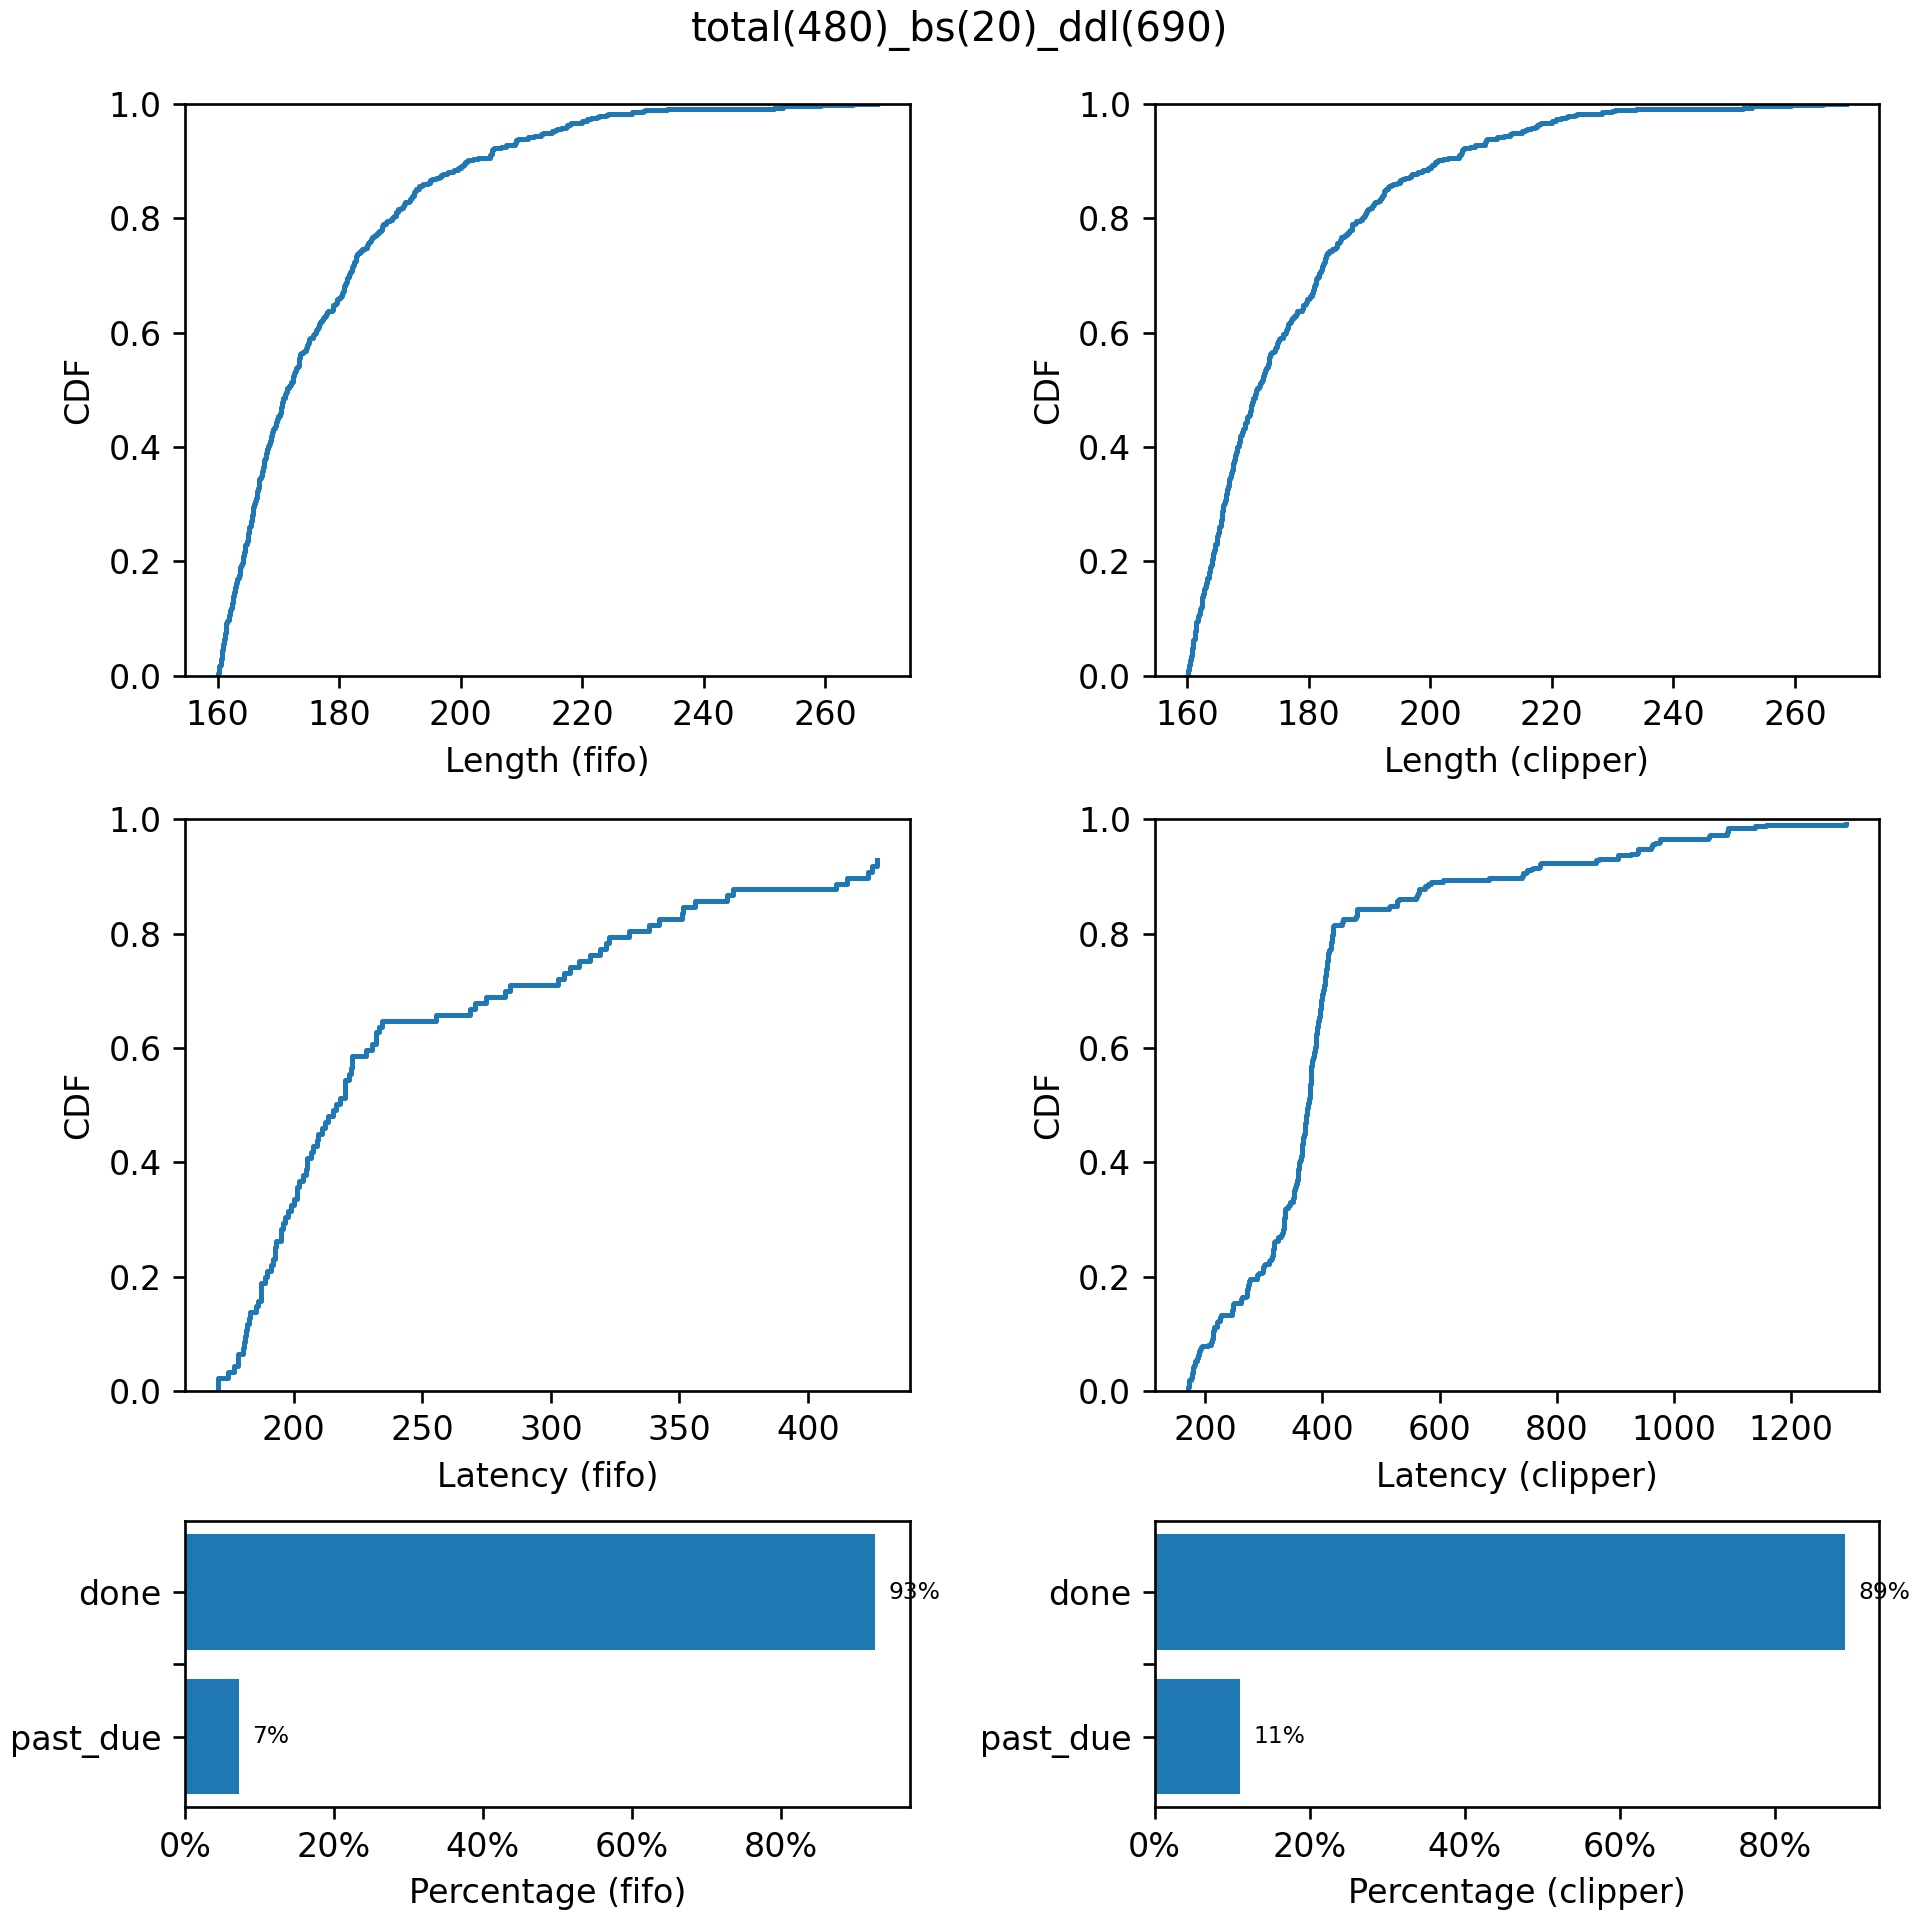 total(480)_bs(20)_ddl(690)
1.0
0.8
0.6
0.4
0.2
0.0
CDF
160 180 200 220 240 260
Length (fifo)
1.0
0.8
0.6
0.4
0.2
0.0
CDF
160 180 200 220 240 260
Length (clipper)
1.0
0.8
0.6
0.4
0.2
0.0
CDF
200 250 300 350 400
Latency (fifo)
1.0
0.8
0.6
0.4
0.2
0.0
CDF
200 400 600 800 1000 1200
Latency (clipper)
done 93%
past_due 7%
0% 20% 40% 60% 80%
Percentage (fifo)
done 89%
past_due 11%
0% 20% 40% 60% 80%
Percentage (clipper)